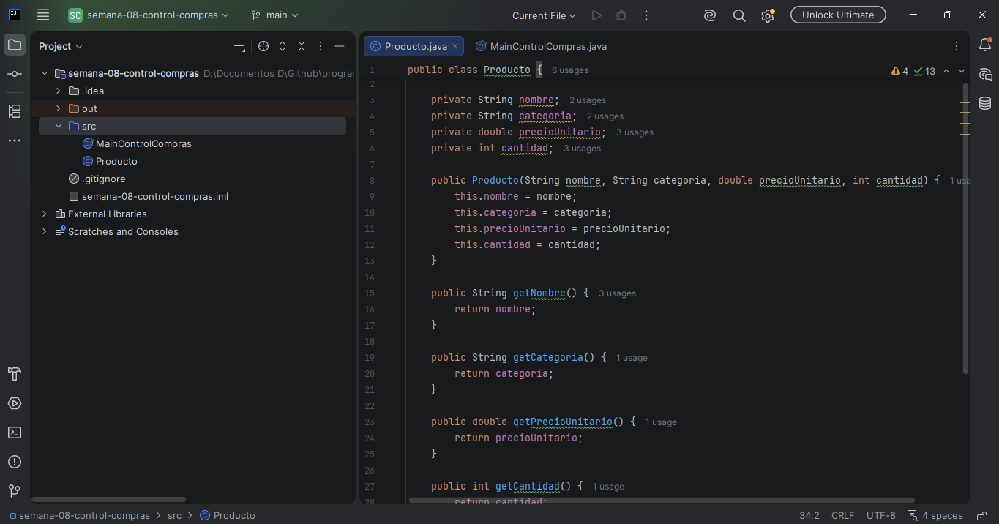 SC semana-08-control-compras main Current File Unlock Ultimate
Project
semana-08-control-compras D:\Documentos D\Github\prograr
.idea
out
src
MainControlCompras
Producto
.gitignore
semana-08-control-compras.iml
External Libraries
Scratches and Consoles
Producto.java MainControlCompras.java
4 13
1 public class Producto { 6 usages
2
3 private String nombre; 2 usages
4 private String categoria; 2 usages
5 private double precioUnitario; 3 usages
6 private int cantidad; 3 usages
7
8 public Producto(String nombre, String categoria, double precioUnitario, int cantidad) { 1 usa
9 this.nombre = nombre;
10 this.categoria = categoria;
11 this.precioUnitario = precioUnitario;
12 this.cantidad = cantidad;
13 }
14
15 public String getNombre() { 3 usages
16 return nombre;
17 }
18
19 public String getCategoria() { 1 usage
20 return categoria;
21 }
22
23 public double getPrecioUnitario() { 1 usage
24 return precioUnitario;
25 }
26
27 public int getCantidad() { 1 usage
28 return cantidad;
semana-08-control-compras > src > Producto 34:2 CRLF UTF-8 4 spaces